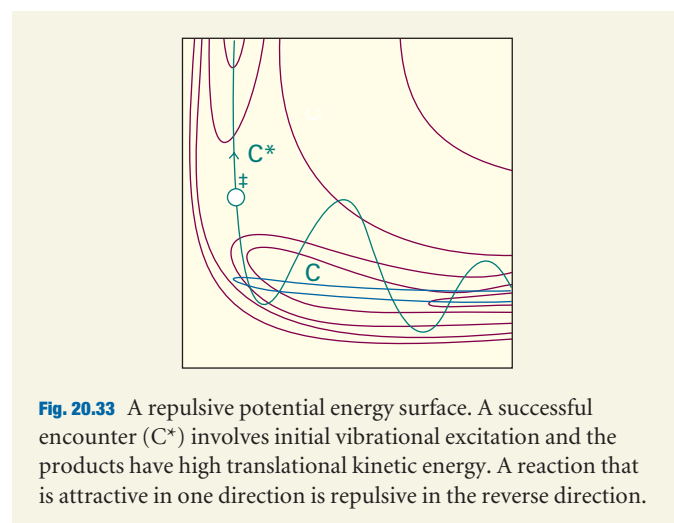 C*
‡
C
Fig. 20.33 A repulsive potential energy surface. A successful
encounter (C*) involves initial vibrational excitation and the
products have high translational kinetic energy. A reaction that
is attractive in one direction is repulsive in the reverse direction.